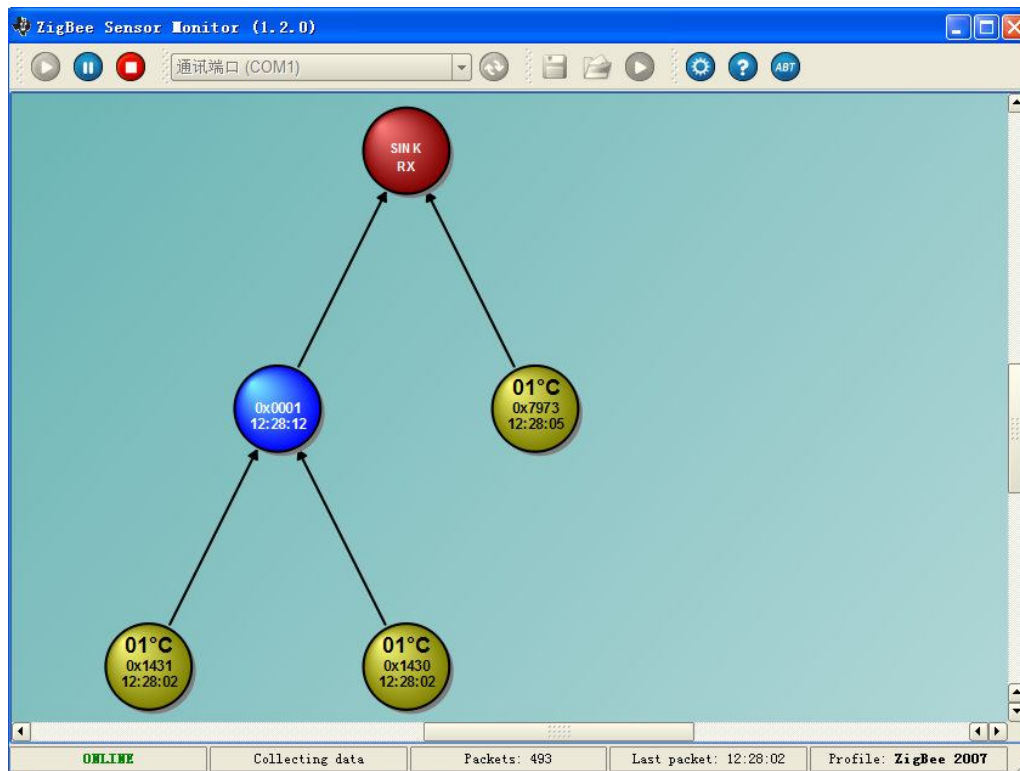 ZigBee Sensor Monitor (1.2.0)
通讯端口 (COM1)
?
ABT
SINK
RX
0x0001
12:28:12
01°C
0x7973
12:28:05
01°C
0x1431
12:28:02
01°C
0x1430
12:28:02
ONLINE
Collecting data
Packets: 493
Last packet: 12:28:02
Profile: ZigBee 2007